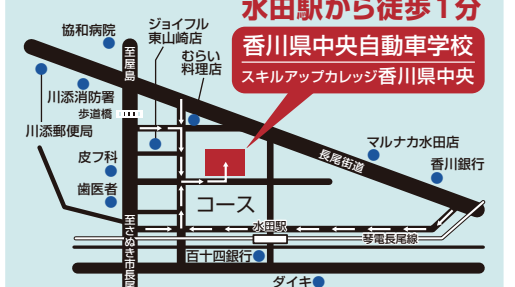 水田駅から徒歩1分
香川県中央自動車学校
スキルアップカレッジ香川県中央
協和病院
ジョイフル
東山崎店
むらい
料理店
至屋島
川添消防署
歩道橋
川添郵便局
皮フ科
歯医者
長尾街道
マルナカ水田店
香川銀行
コース
水田駅
琴電長尾線
至さぬき市長尾
百十四銀行
ダイキ